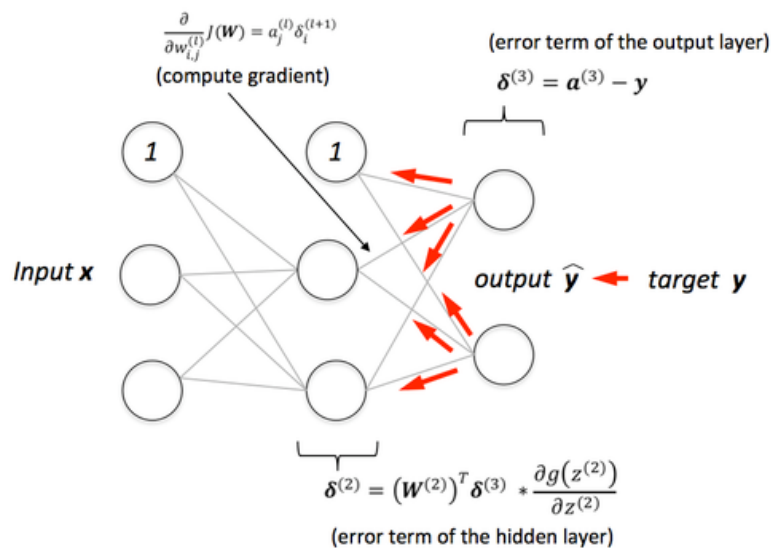 ∂/∂w_{i,j}^{(l)} J(W) = a_j^{(l)} δ_i^{(l+1)}
(compute gradient)
(error term of the output layer)
δ^{(3)} = a^{(3)} − y
1
1
Input x
output ŷ
target y
δ^{(2)} = (W^{(2)})^T δ^{(3)} * ∂g(z^{(2)})/∂z^{(2)}
(error term of the hidden layer)